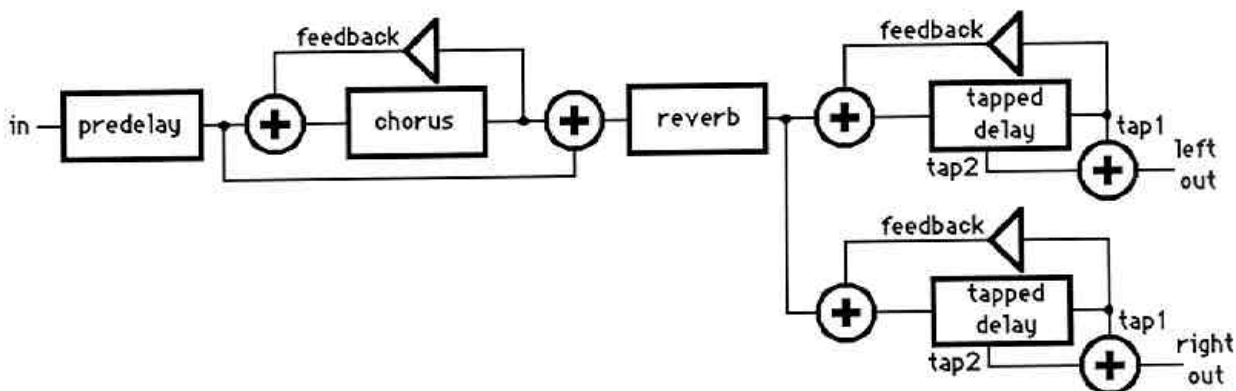 in
predelay
feedback
chorus
reverb
feedback
tapped
delay
tap1
tap2
left
out
feedback
tapped
delay
tap1
tap2
right
out